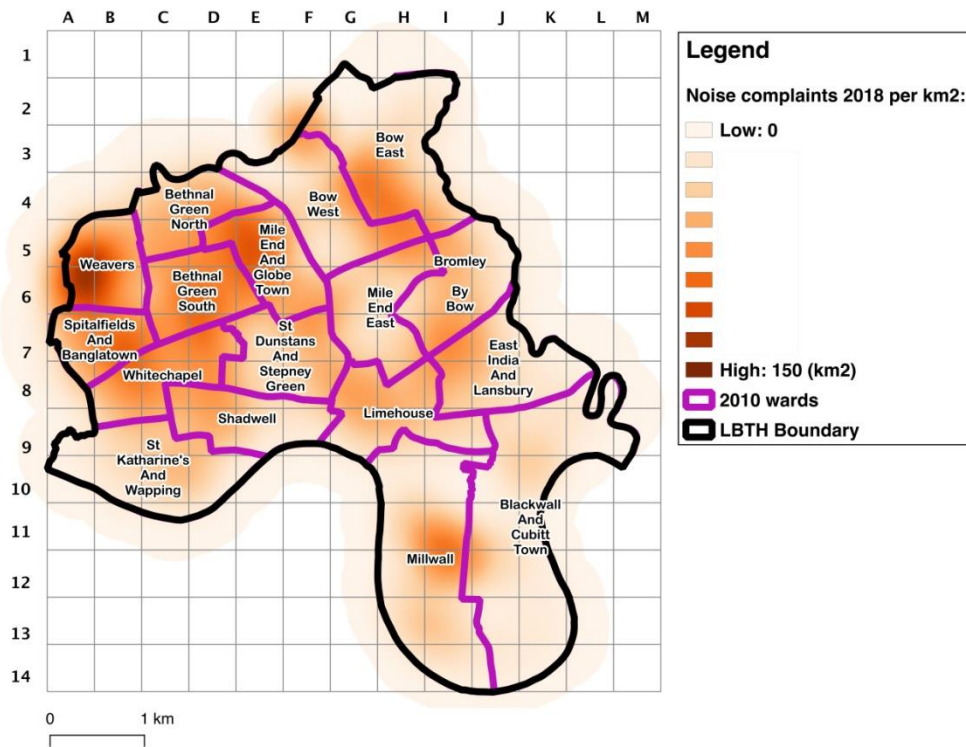 A B C D E F G H I J K L M
1
2
3
4
5
6
7
8
9
10
11
12
13
14
Bow
East
Bethnal
Green
North
Bow
West
Mile
End
And
Globe
Town
Weavers
Bethnal
Green
South
Bromley
By
Bow
Mile
End
East
Spitalfields
And
Banglatown
St
Dunstans
And
Stepney
Green
East
India
And
Lansbury
Whitechapel
Shadwell
Limehouse
St
Katharine's
And
Wapping
Blackwall
And
Cubitt
Town
Millwall
0 1 km
Legend
Noise complaints 2018 per km2:
Low: 0
High: 150 (km2)
2010 wards
LBTH Boundary